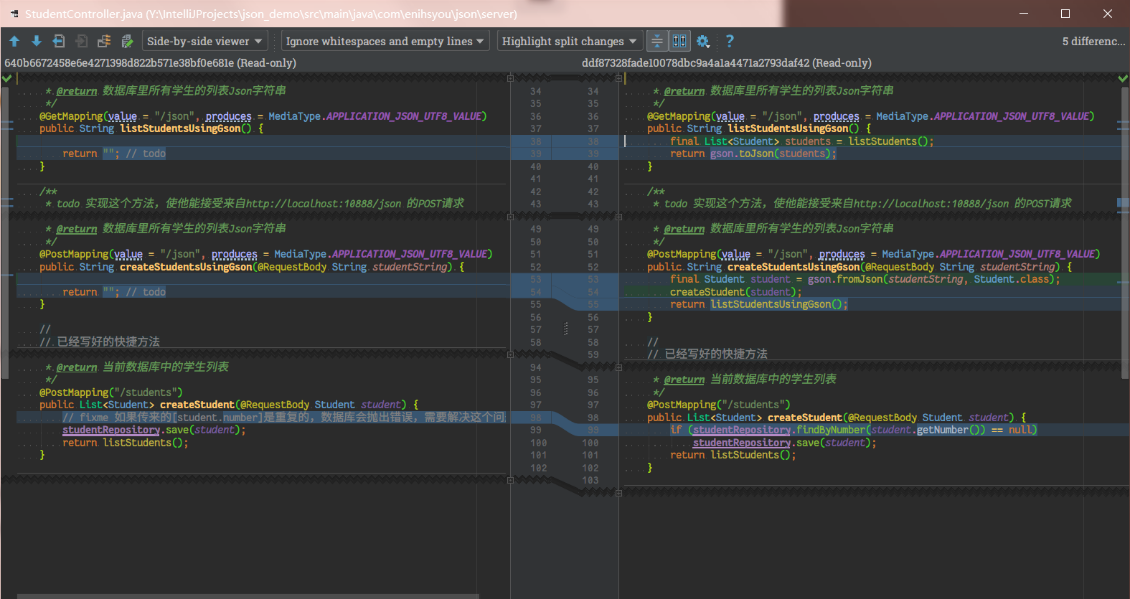 StudentController.java (Y:\IntelliJProjects\json_demo\src\main\java\com\enihsyou\json\server)
Side-by-side viewer
Ignore whitespaces and empty lines
Highlight split changes
?
5 differenc...
640b6672458e6e4271398d822b571e38bf0e681e (Read-only)
ddf87328fade10078dbc9a4a1a4471a2793daf42 (Read-only)
* @return 数据库里所有学生的列表Json字符串
*/
@GetMapping(value = "/json", produces = MediaType.APPLICATION_JSON_UTF8_VALUE)
public String listStudentsUsingGson() {
return ""; // todo
}
/**
* todo 实现这个方法，使他能接受来自http://localhost:10888/json 的POST请求
* @return 数据库里所有学生的列表Json字符串
*/
@PostMapping(value = "/json", produces = MediaType.APPLICATION_JSON_UTF8_VALUE)
public String createStudentsUsingGson(@RequestBody String studentString) {
return ""; // todo
}
//
// 已经写好的快捷方法
* @return 当前数据库中的学生列表
*/
@PostMapping("/students")
public List<Student> createStudent(@RequestBody Student student) {
// fixme 如果传来的[student.number]是重复的，数据库会抛出错误，需要解决这个问
studentRepository.save(student);
return listStudents();
}
34 34
35 35
36 36
37 37
38 38
39 39
40 40
41 41
42 42
43 43
49 49
50 50
51 51
52 52
53 53
54 54
55 55
56 56
57 57
58 58
59
94
95 95
96 96
97 97
98 98
99 99
100 100
101 101
102 102
103
* @return 数据库里所有学生的列表Json字符串
*/
@GetMapping(value = "/json", produces = MediaType.APPLICATION_JSON_UTF8_VALUE)
public String listStudentsUsingGson() {
final List<Student> students = listStudents();
return gson.toJson(students);
}
/**
* todo 实现这个方法，使他能接受来自http://localhost:10888/json 的POST请求
* @return 数据库里所有学生的列表Json字符串
*/
@PostMapping(value = "/json", produces = MediaType.APPLICATION_JSON_UTF8_VALUE)
public String createStudentsUsingGson(@RequestBody String studentString) {
final Student student = gson.fromJson(studentString, Student.class);
createStudent(student);
return listStudentsUsingGson();
}
//
// 已经写好的快捷方法
* @return 当前数据库中的学生列表
*/
@PostMapping("/students")
public List<Student> createStudent(@RequestBody Student student) {
if (studentRepository.findByNumber(student.getNumber()) == null)
studentRepository.save(student);
return listStudents();
}